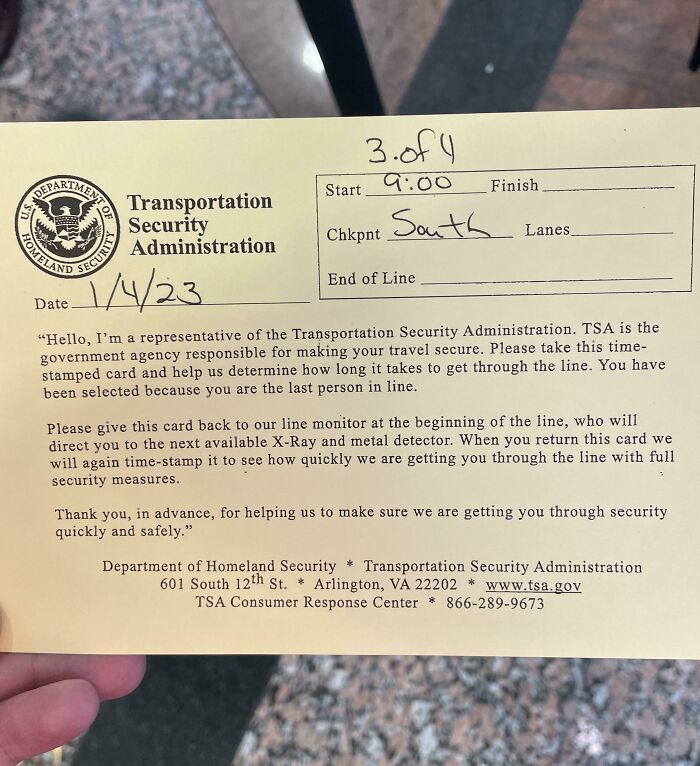 3.of 4
Start 9:00 Finish
Chkpnt South Lanes
End of Line
U.S. DEPARTMENT OF HOMELAND SECURITY
Transportation
Security
Administration
Date 1/4/23
“Hello, I'm a representative of the Transportation Security Administration. TSA is the
government agency responsible for making your travel secure. Please take this time-
stamped card and help us determine how long it takes to get through the line. You have
been selected because you are the last person in line.
Please give this card back to our line monitor at the beginning of the line, who will
direct you to the next available X-Ray and metal detector. When you return this card we
will again time-stamp it to see how quickly we are getting you through the line with full
security measures.
Thank you, in advance, for helping us to make sure we are getting you through security
quickly and safely.”
Department of Homeland Security * Transportation Security Administration
601 South 12th St. * Arlington, VA 22202 * www.tsa.gov
TSA Consumer Response Center * 866-289-9673